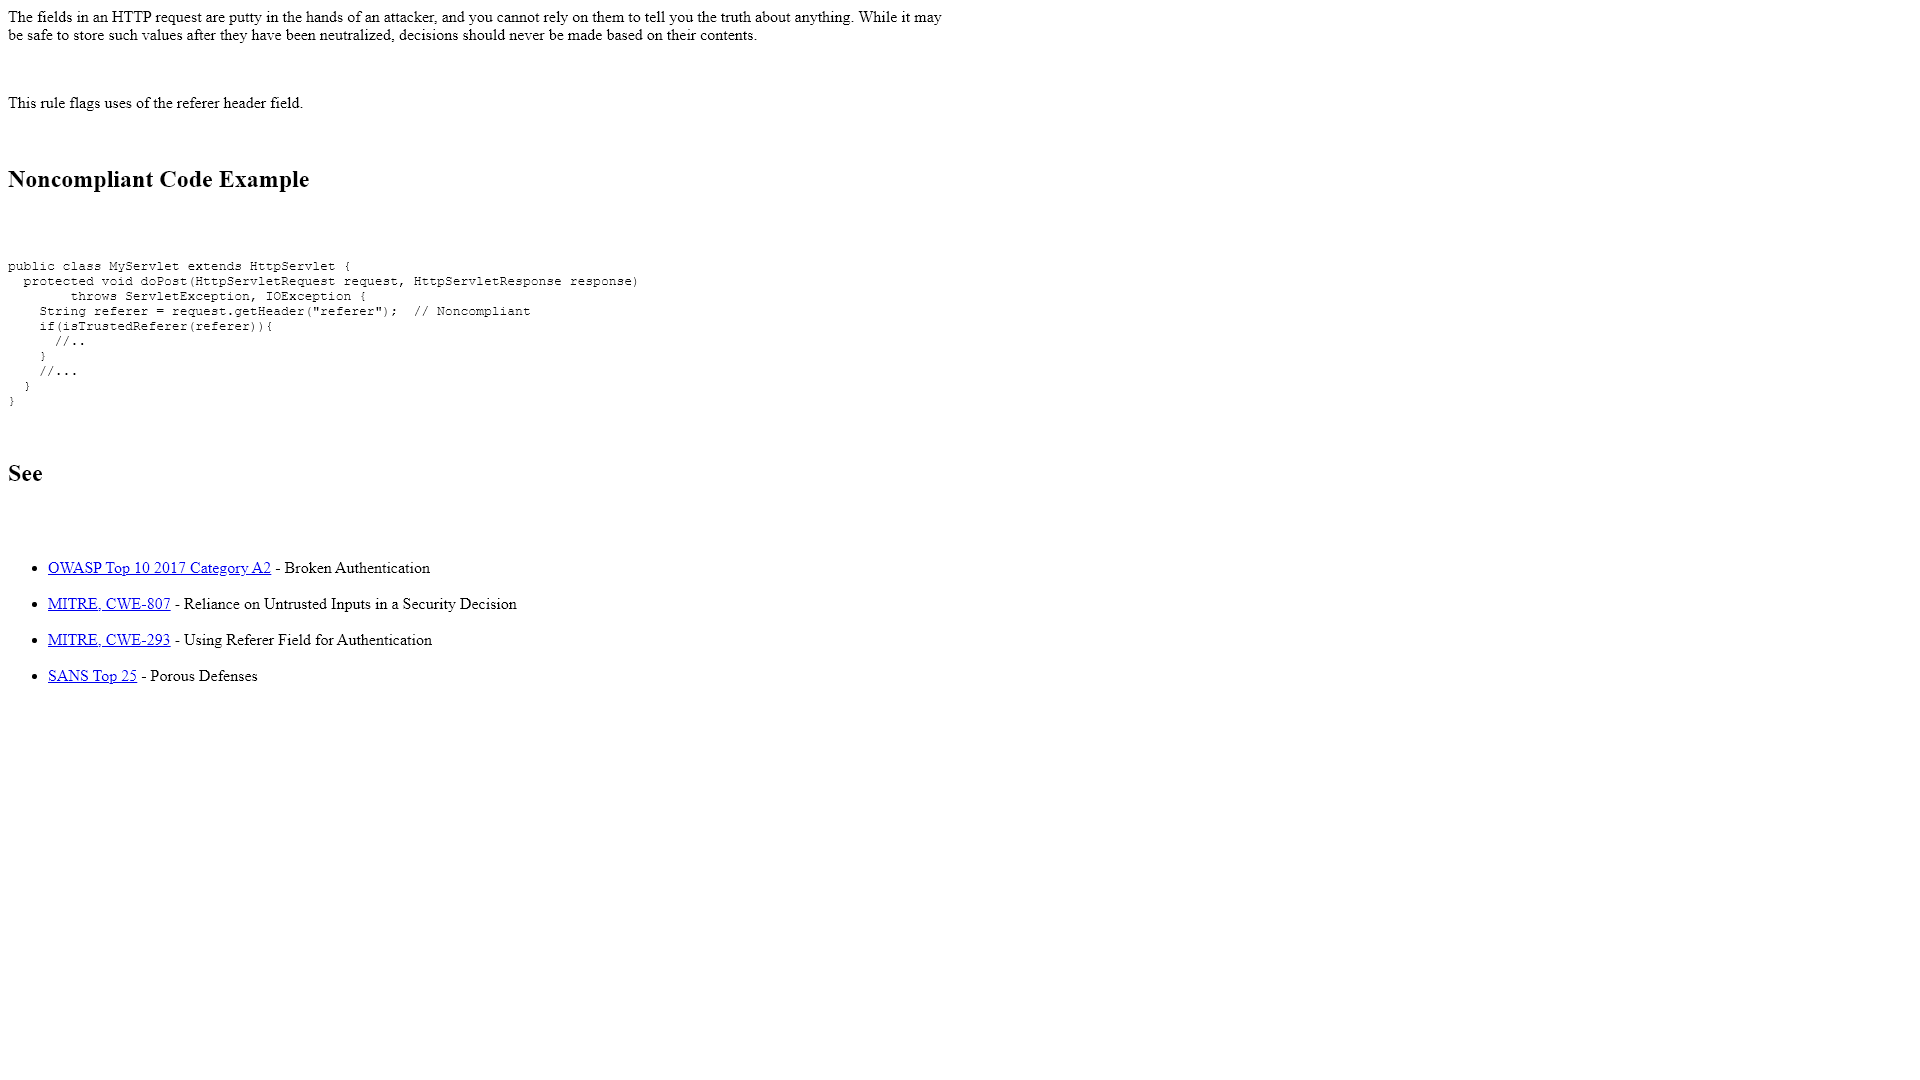 The fields in an HTTP request are putty in the hands of an attacker, and you cannot rely on them to tell you the truth about anything. While it may
be safe to store such values after they have been neutralized, decisions should never be made based on their contents.
This rule flags uses of the referer header field.
Noncompliant Code Example
public class MyServlet extends HttpServlet {
  protected void doPost(HttpServletRequest request, HttpServletResponse response)
        throws ServletException, IOException {
    String referer = request.getHeader("referer");  // Noncompliant
    if(isTrustedReferer(referer)){
      //..
    }
    //...
  }
}
See
• OWASP Top 10 2017 Category A2 - Broken Authentication
• MITRE, CWE-807 - Reliance on Untrusted Inputs in a Security Decision
• MITRE, CWE-293 - Using Referer Field for Authentication
• SANS Top 25 - Porous Defenses